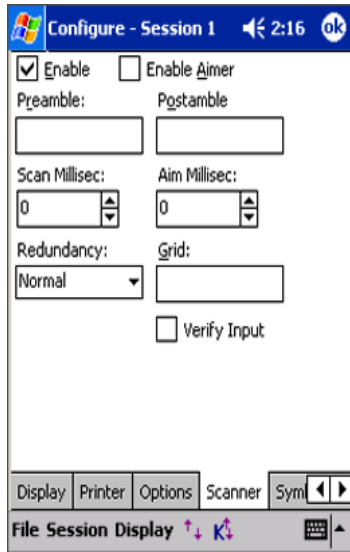 Configure - Session 1 2:16 ok
Enable Enable Aimer
Preamble: Postamble
Scan Millisec: Aim Millisec:
0 0
Redundancy: Grid:
Normal
Verify Input
Display Printer Options Scanner Syml
File Session Display K